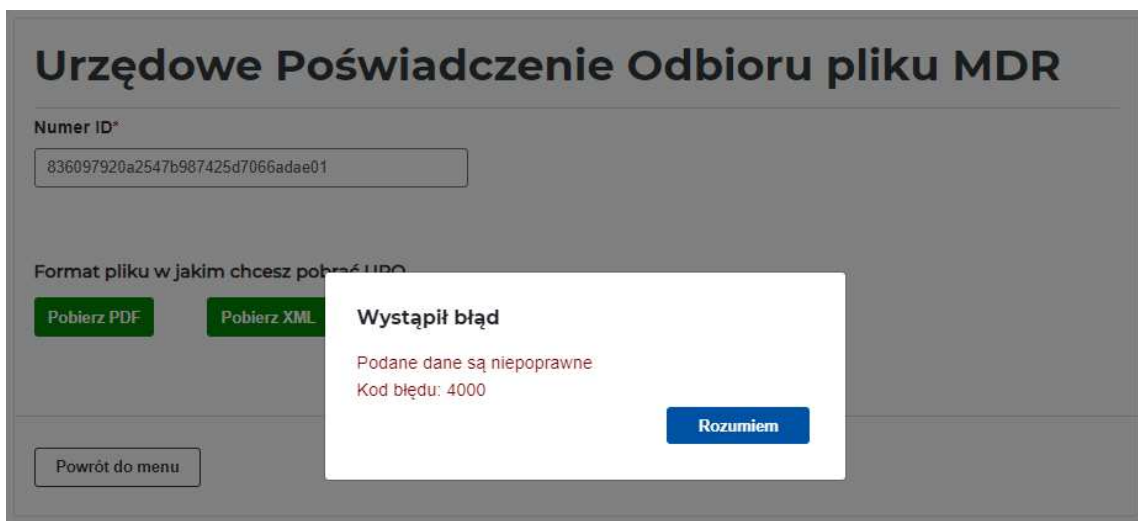 Urzędowe Poświadczenie Odbioru pliku MDR
Numer ID*
836097920a2547b987425d7066adae01
Format pliku w jakim chcesz pobrać UPO
Pobierz PDF
Pobierz XML
Wystąpił błąd
Podane dane są niepoprawne
Kod błędu: 4000
Rozumiem
Powrót do menu